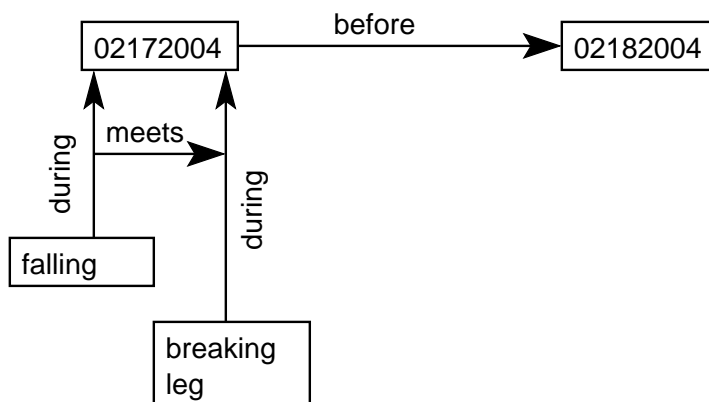 before
02172004
02182004
meets
during
during
falling
breaking
leg